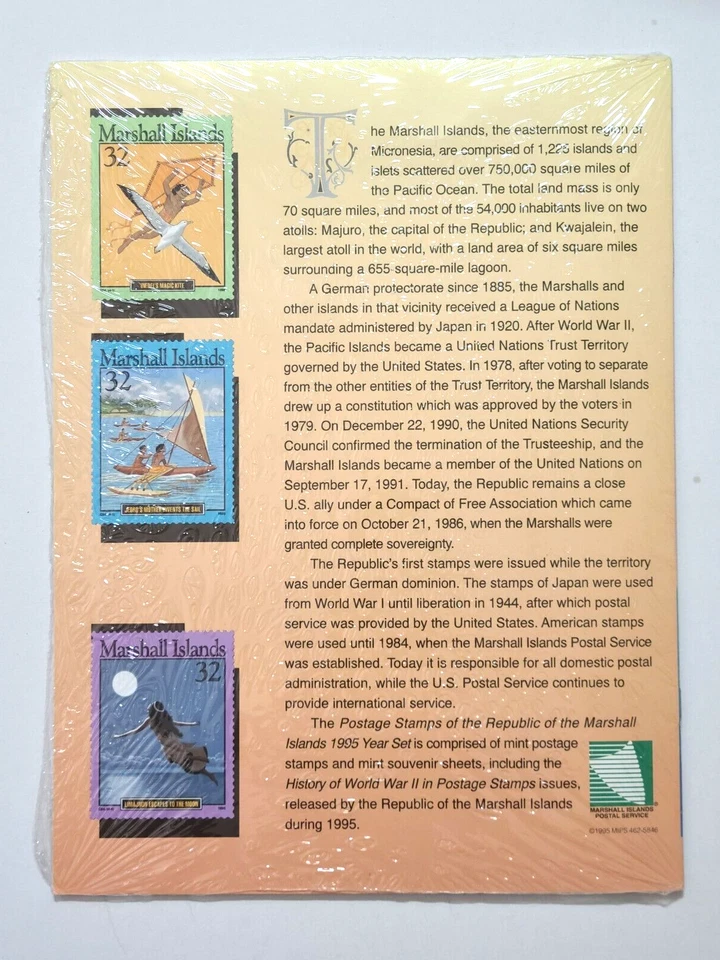 Marshall Islands
32
Marshall Islands
32
JEBRO'S MOTHER INVENTS THE SAIL
Marshall Islands
32
LIMAJNON ESCAPES TO THE MOON
The Marshall Islands, the easternmost region of
Micronesia, are comprised of 1,225 islands and
islets scattered over 750,000 square miles of
the Pacific Ocean. The total land mass is only
70 square miles, and most of the 54,000 inhabitants live on two
atolls: Majuro, the capital of the Republic; and Kwajalein, the
largest atoll in the world, with a land area of six square miles
surrounding a 655-square-mile lagoon.
A German protectorate since 1885, the Marshalls and
other islands in that vicinity received a League of Nations
mandate administered by Japan in 1920. After World War II,
the Pacific Islands became a United Nations Trust Territory
governed by the United States. In 1978, after voting to separate
from the other entities of the Trust Territory, the Marshall Islands
drew up a constitution which was approved by the voters in
1979. On December 22, 1990, the United Nations Security
Council confirmed the termination of the Trusteeship, and the
Marshall Islands became a member of the United Nations on
September 17, 1991. Today, the Republic remains a close
U.S. ally under a Compact of Free Association which came
into force on October 21, 1986, when the Marshalls were
granted complete sovereignty.
The Republic's first stamps were issued while the territory
was under German dominion. The stamps of Japan were used
from World War I until liberation in 1944, after which postal
service was provided by the United States. American stamps
were used until 1984, when the Marshall Islands Postal Service
was established. Today it is responsible for all domestic postal
administration, while the U.S. Postal Service continues to
provide international service.
The Postage Stamps of the Republic of the Marshall
Islands 1995 Year Set is comprised of mint postage
stamps and mint souvenir sheets, including the
History of World War II in Postage Stamps issues,
released by the Republic of the Marshall Islands
during 1995.
MARSHALL ISLANDS
POSTAL SERVICE
©1995 MIPS 462-S846